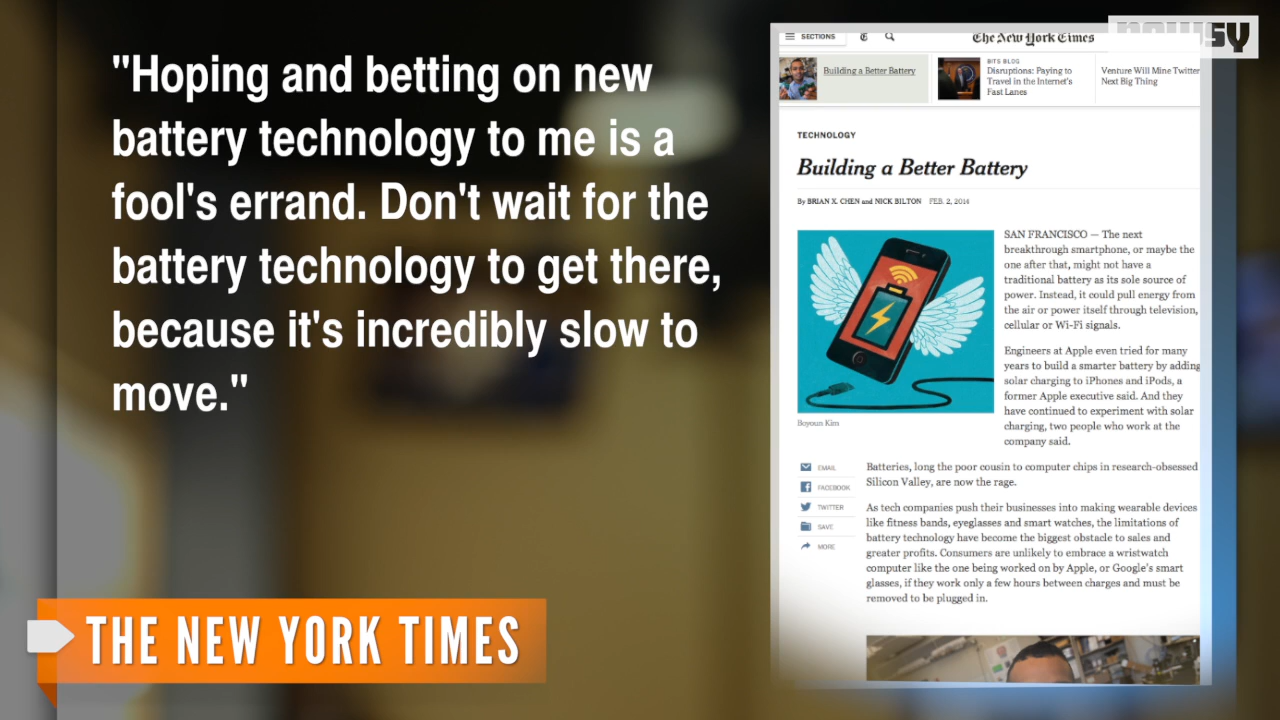 "Hoping and betting on new
battery technology to me is a
fool's errand. Don't wait for the
battery technology to get there,
because it's incredibly slow to
move."
THE NEW YORK TIMES
newsy
SECTIONS
The New York Times
Building a Better Battery
BITS BLOG
Disruptions: Paying to
Travel in the Internet's
Fast Lanes
Venture Will Mine Twitter
Next Big Thing
TECHNOLOGY
Building a Better Battery
By BRIAN X. CHEN and NICK BILTON FEB. 2, 2014
SAN FRANCISCO — The next
breakthrough smartphone, or maybe the
one after that, might not have a
traditional battery as its sole source of
power. Instead, it could pull energy from
the air or power itself through television,
cellular or Wi-Fi signals.
Engineers at Apple even tried for many
years to build a smarter battery by adding
solar charging to iPhones and iPods, a
former Apple executive said. And they
have continued to experiment with solar
charging, two people who work at the
company said.
Boyoun Kim
EMAIL
FACEBOOK
TWITTER
SAVE
MORE
Batteries, long the poor cousin to computer chips in research-obsessed
Silicon Valley, are now the rage.
As tech companies push their businesses into making wearable devices
like fitness bands, eyeglasses and smart watches, the limitations of
battery technology have become the biggest obstacle to sales and
greater profits. Consumers are unlikely to embrace a wristwatch
computer like the one being worked on by Apple, or Google's smart
glasses, if they work only a few hours between charges and must be
removed to be plugged in.